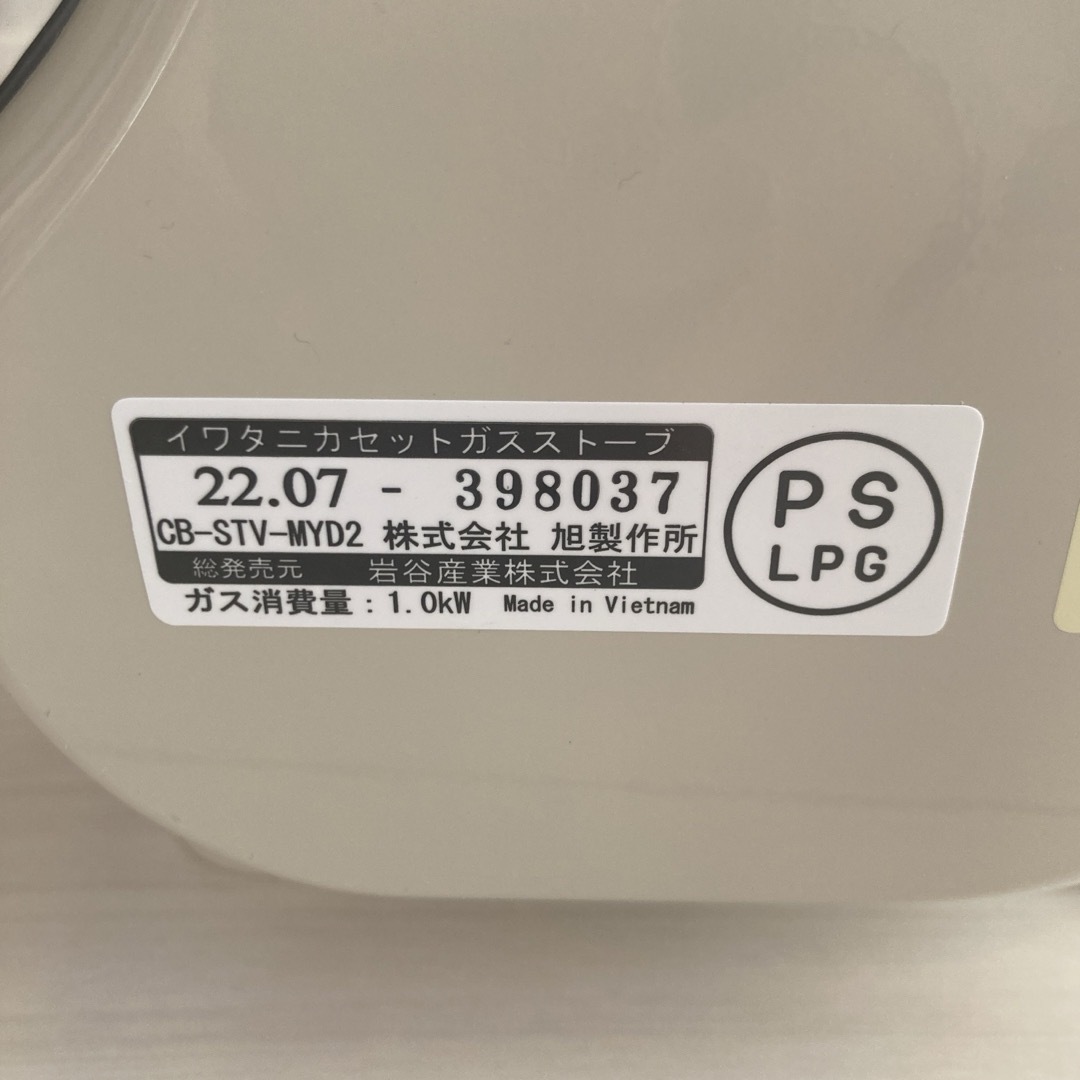 イワタニカセットガスストーブ
22.07 - 398037
CB-STV-MYD2 株式会社 旭製作所
総発売元 岩谷産業株式会社
ガス消費量:1.0kW Made in Vietnam
PS
LPG